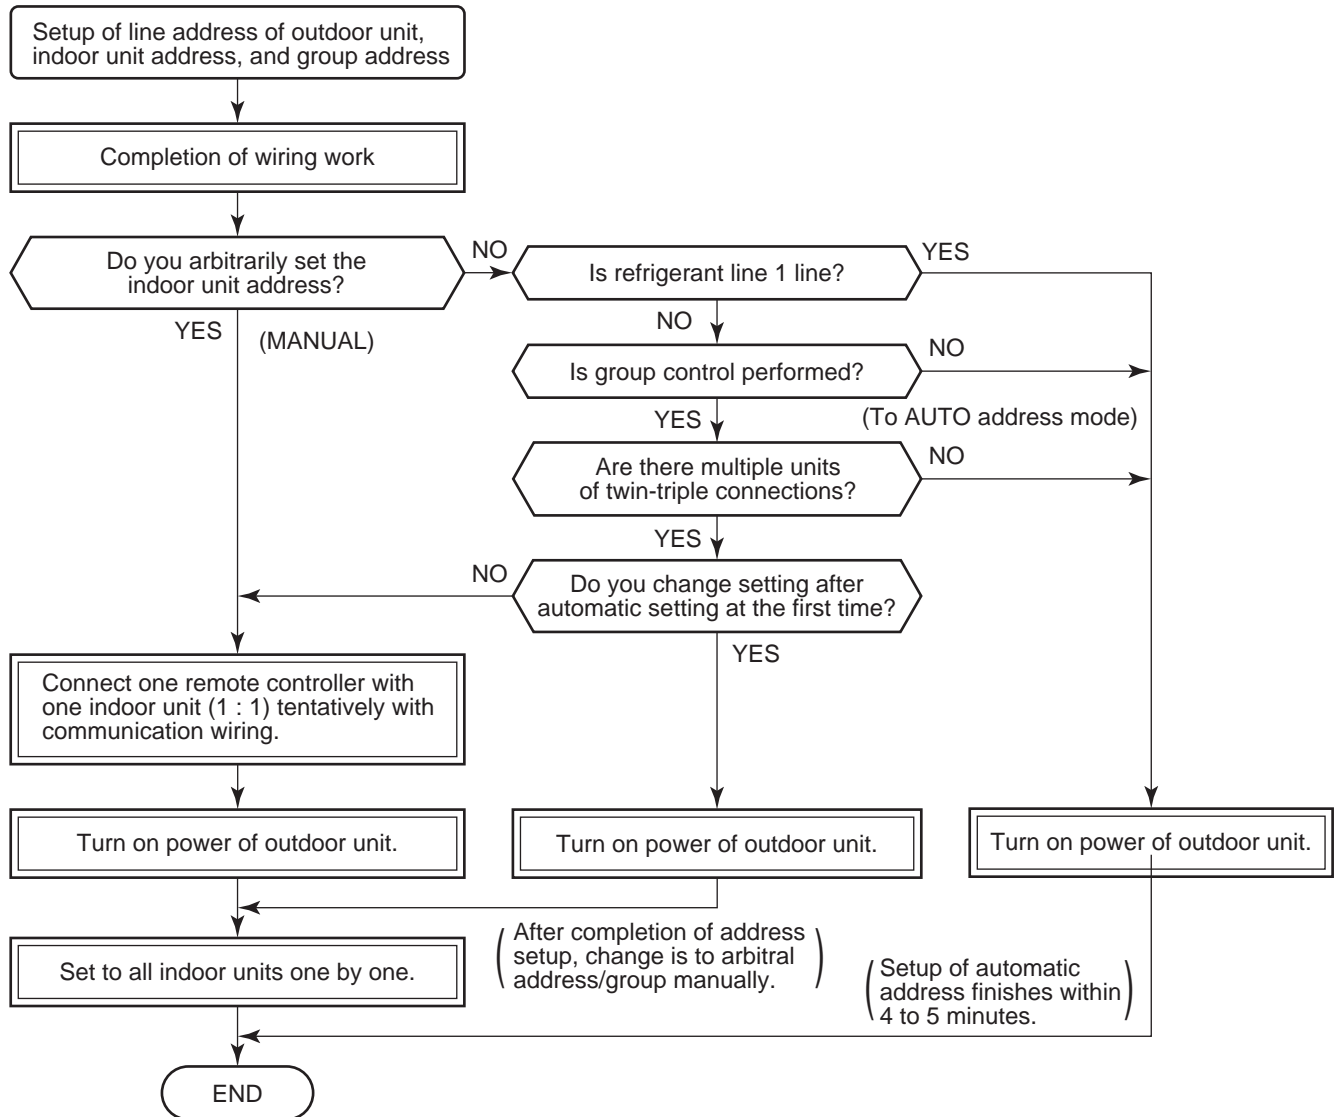 Setup of line address of outdoor unit,
indoor unit address, and group address
Completion of wiring work
Do you arbitrarily set the
indoor unit address?
NO
Is refrigerant line 1 line?
YES
YES
(MANUAL)
NO
Is group control performed?
NO
YES
(To AUTO address mode)
Are there multiple units
of twin-triple connections?
NO
YES
NO
Do you change setting after
automatic setting at the first time?
YES
Connect one remote controller with
one indoor unit (1 : 1) tentatively with
communication wiring.
Turn on power of outdoor unit.
Turn on power of outdoor unit.
Turn on power of outdoor unit.
After completion of address
setup, change is to arbitral
address/group manually.
Set to all indoor units one by one.
Setup of automatic
address finishes within
4 to 5 minutes.
END